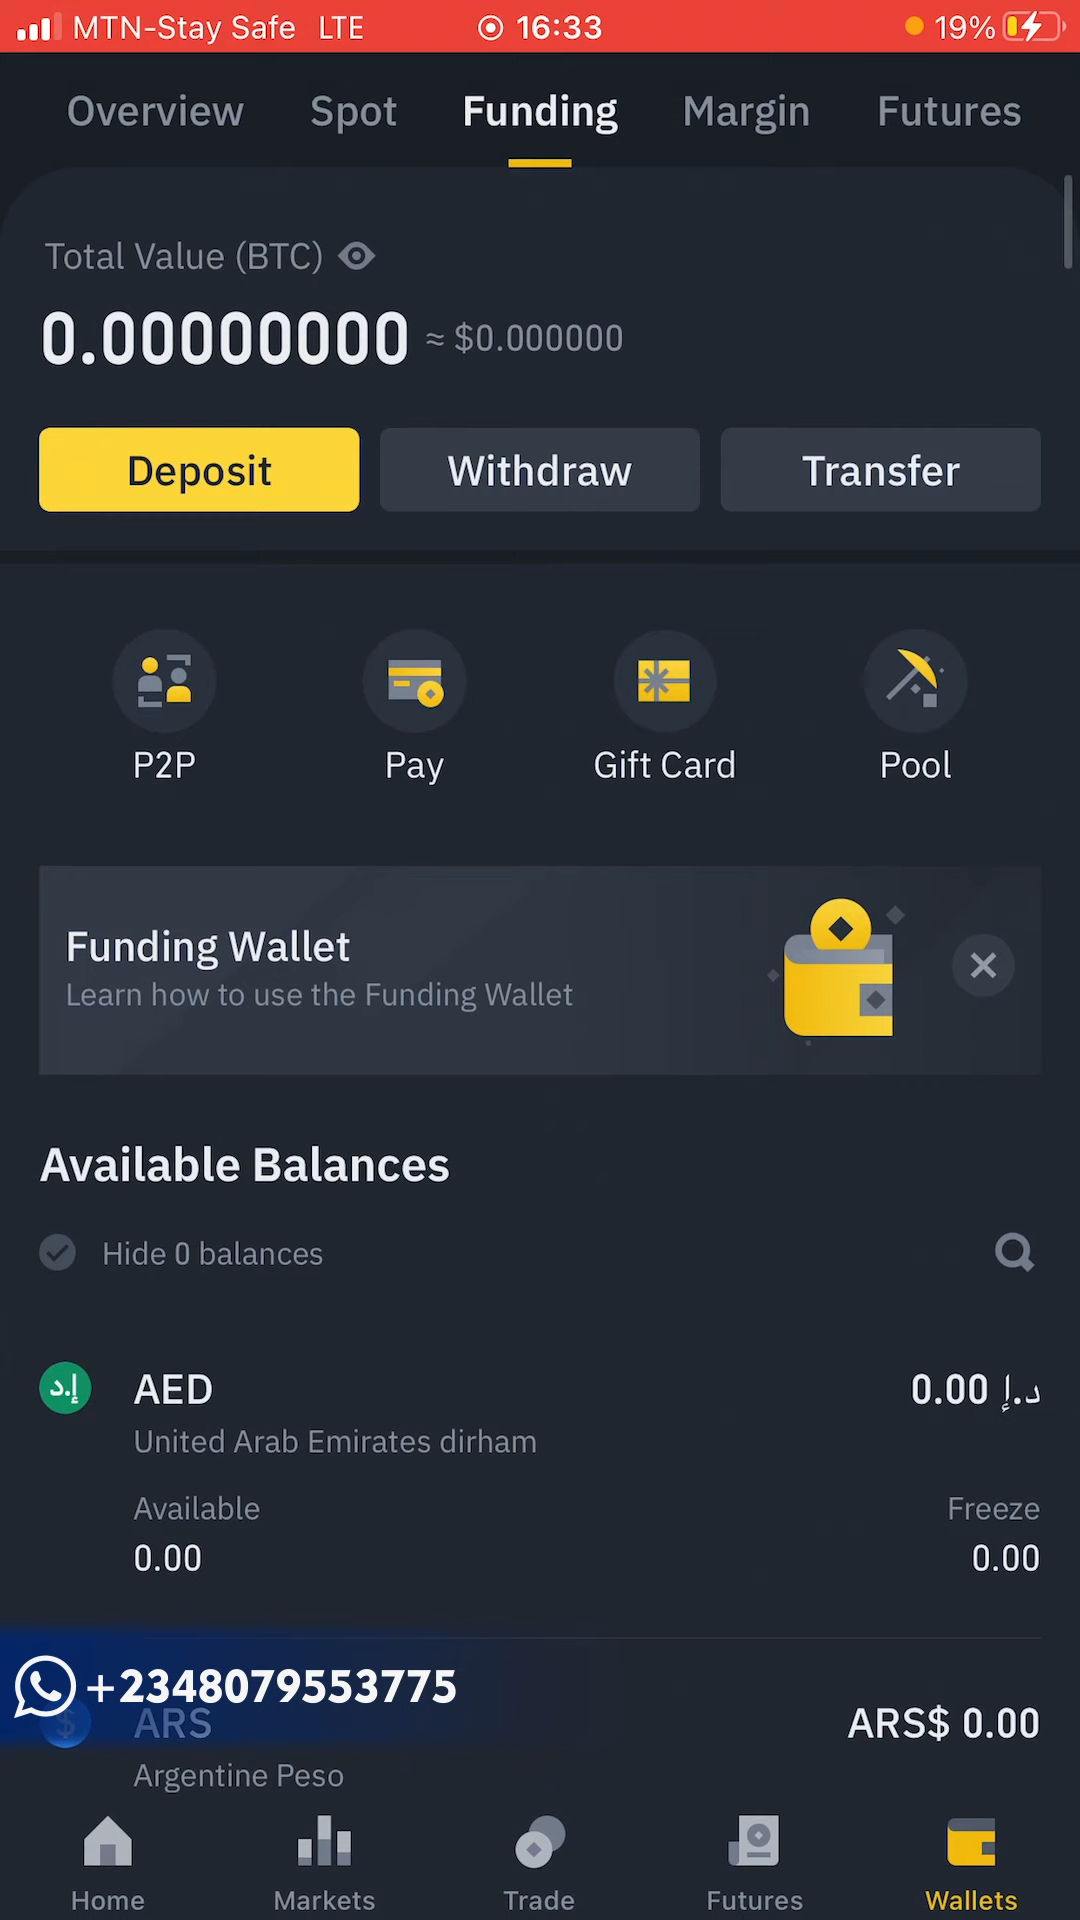 MTN-Stay Safe LTE 16:33 19%
Overview Spot Funding Margin Futures
Total Value (BTC)
0.00000000 ≈ $0.000000
Deposit Withdraw Transfer
P2P Pay Gift Card Pool
Funding Wallet
Learn how to use the Funding Wallet
Available Balances
Hide 0 balances
د.إ AED 0.00 د.إ
United Arab Emirates dirham
Available Freeze
0.00 0.00
+2348079553775
$ ARS ARS$ 0.00
Argentine Peso
Home Markets Trade Futures Wallets